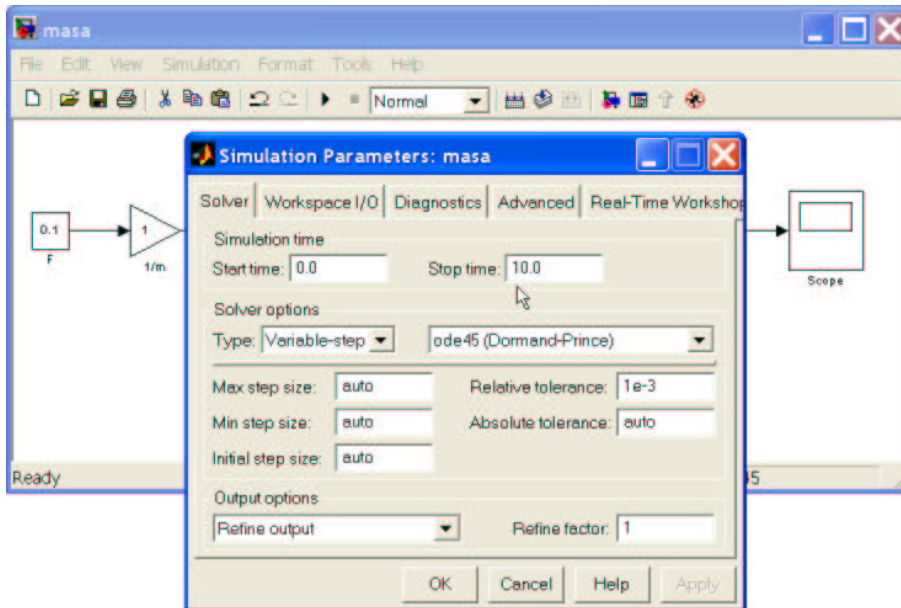 masa
File Edit View Simulation Format Tools Help
Normal
Simulation Parameters: masa
Solver Workspace I/O Diagnostics Advanced Real-Time Workshop
0.1
F
1
1/m
Scope
Simulation time
Start time: 0.0 Stop time: 10.0
Solver options
Type: Variable-step ode45 (Dormand-Prince)
Max step size: auto Relative tolerance: 1e-3
Min step size: auto Absolute tolerance: auto
Initial step size: auto
Ready 45
Output options
Refine output Refine factor: 1
OK Cancel Help Apply